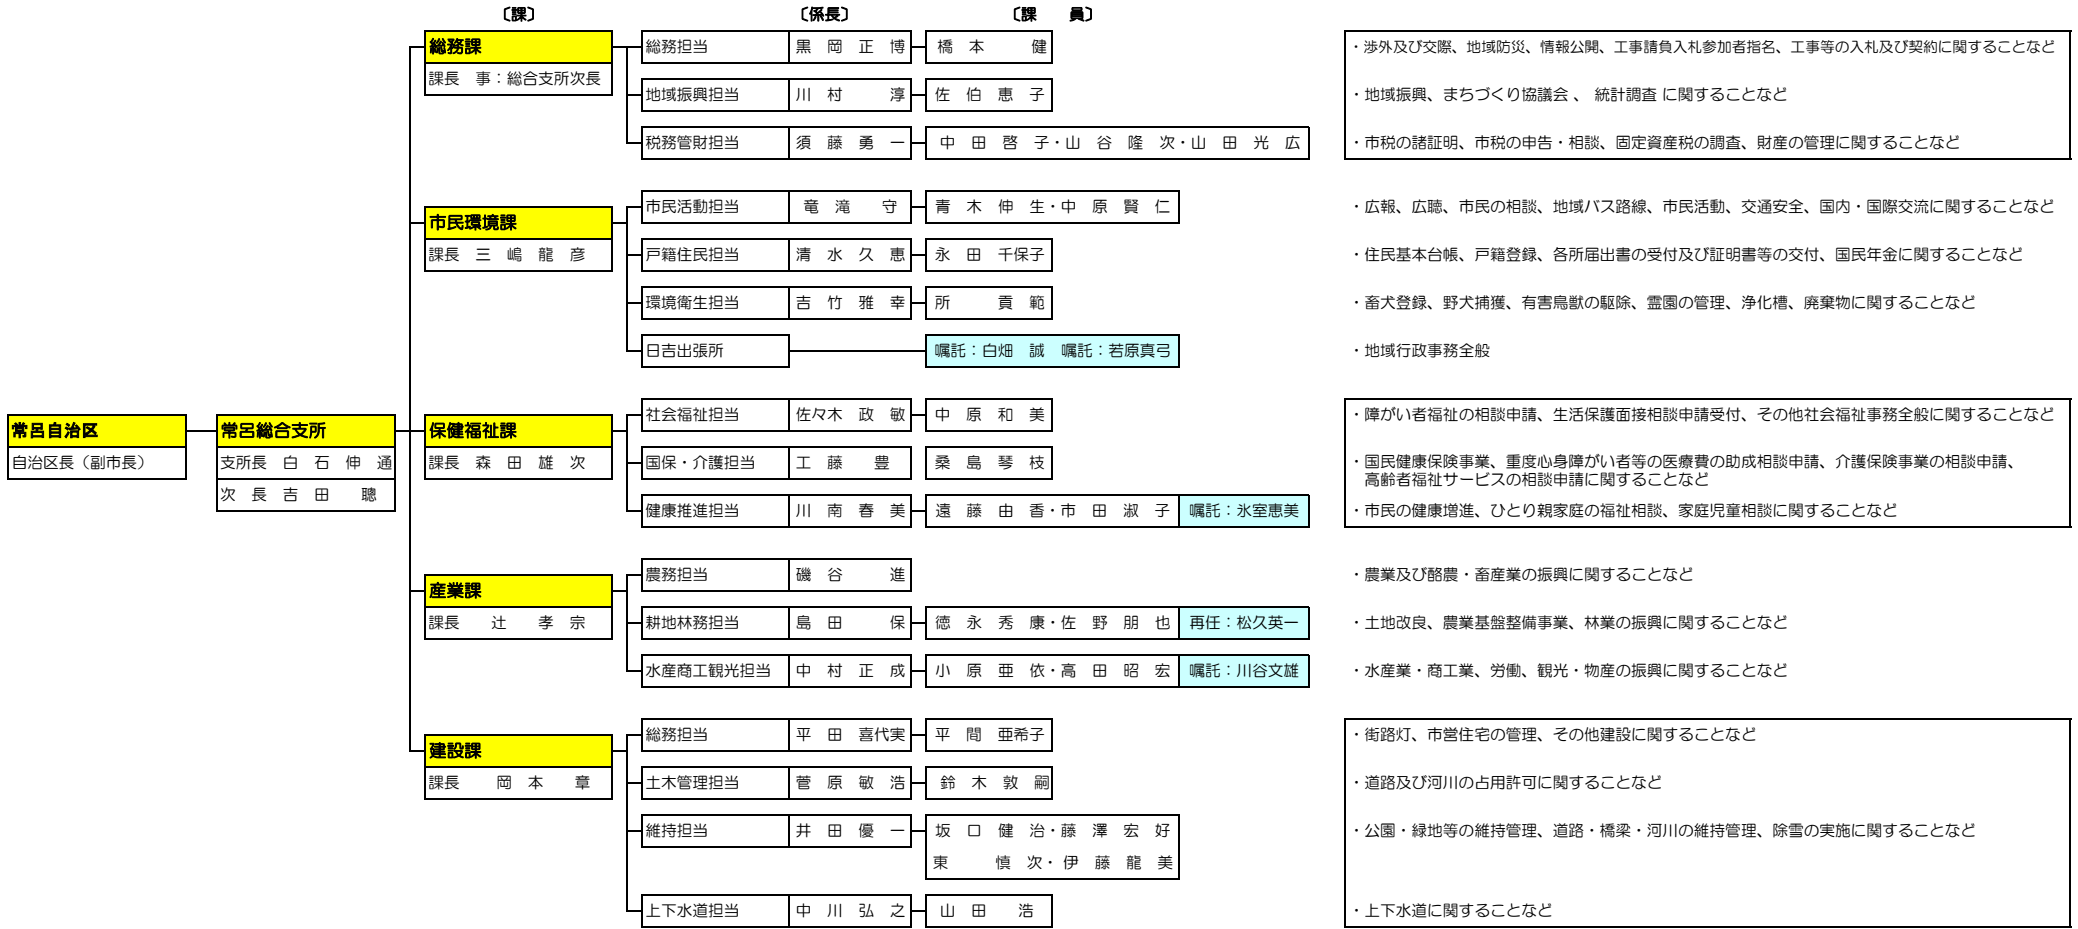 〔課〕 〔係長〕 〔課　員〕
総務課 総務担当 黒岡正博 橋本　健 ・渉外及び交際、地域防災、情報公開、工事請負入札参加者指名、工事等の入札及び契約に関することなど
課長　事：総合支所次長
地域振興担当 川村　淳 佐伯恵子 ・地域振興、まちづくり協議会 、 統計調査 に関することなど
税務管財担当 須藤勇一 中田啓子・山谷隆次・山田光広 ・市税の諸証明、市税の申告・相談、固定資産税の調査、財産の管理に関することなど
市民活動担当 竜滝　守 青木伸生・中原賢仁 ・広報、広聴、市民の相談、地域バス路線、市民活動、交通安全、国内・国際交流に関することなど
市民環境課
課長 三嶋龍彦 戸籍住民担当 清水久恵 永田千保子 ・住民基本台帳、戸籍登録、各所届出書の受付及び証明書等の交付、国民年金に関することなど
環境衛生担当 吉竹雅幸 所　貢範 ・畜犬登録、野犬捕獲、有害鳥獣の駆除、霊園の管理、浄化槽、廃棄物に関することなど
日吉出張所 嘱託：白畑　誠　嘱託：若原真弓 ・地域行政事務全般
社会福祉担当 佐々木政敏 中原和美 ・障がい者福祉の相談申請、生活保護面接相談申請受付、その他社会福祉事務全般に関することなど
常呂自治区 常呂総合支所 保健福祉課
自治区長（副市長） 支所長 白石伸通 課長 森田雄次 国保・介護担当 工藤　豊 桑島琴枝 ・国民健康保険事業、重度心身障がい者等の医療費の助成相談申請、介護保険事業の相談申請、
高齢者福祉サービスの相談申請に関することなど
次長 吉田　聰
健康推進担当 川南春美 遠藤由香・市田淑子 嘱託：氷室恵美 ・市民の健康増進、ひとり親家庭の福祉相談、家庭児童相談に関することなど
農務担当 磯谷　進 ・農業及び酪農・畜産業の振興に関することなど
産業課
課長　辻　孝宗 耕地林務担当 島田　保 徳永秀康・佐野朋也 再任：松久英一 ・土地改良、農業基盤整備事業、林業の振興に関することなど
水産商工観光担当 中村正成 小原亜依・高田昭宏 嘱託：川谷文雄 ・水産業・商工業、労働、観光・物産の振興に関することなど
総務担当 平田喜代実 平間亜希子 ・街路灯、市営住宅の管理、その他建設に関することなど
建設課
課長　岡本　章 土木管理担当 菅原敏浩 鈴木敦嗣 ・道路及び河川の占用許可に関することなど
維持担当 井田優一 坂口健治・藤澤宏好 ・公園・緑地等の維持管理、道路・橋梁・河川の維持管理、除雪の実施に関することなど
東　慎次・伊藤龍美
上下水道担当 中川弘之 山田　浩 ・上下水道に関することなど